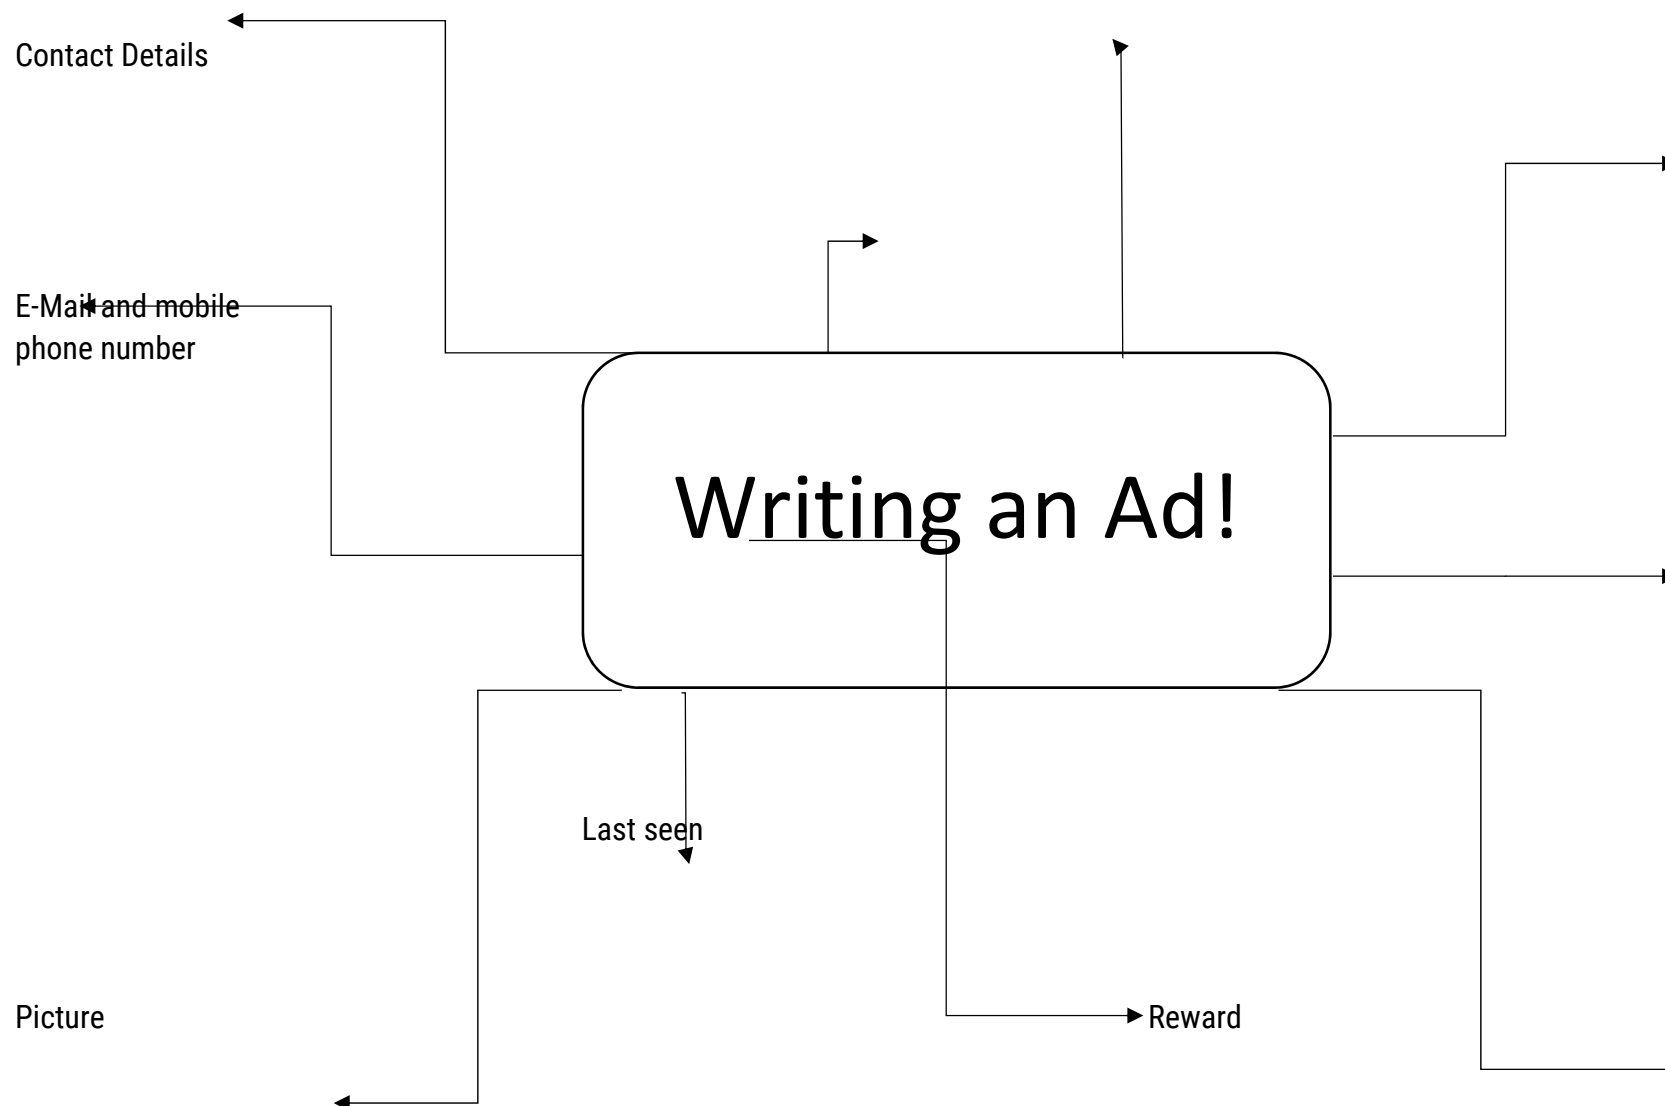 Contact Details
E-Mail and mobile
phone number
Writing an Ad!
Last seen
Picture
Reward